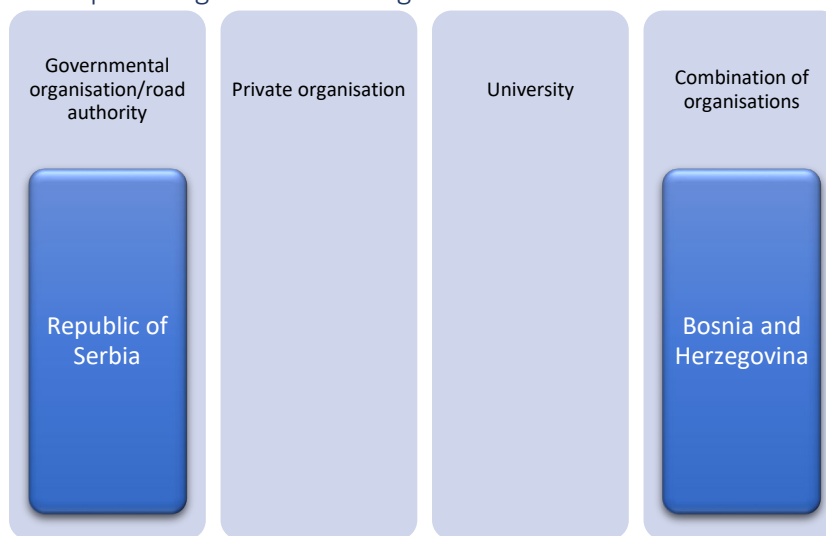 Governmental
organisation/road
authority
Private organisation
University
Combination of
organisations
Republic of
Serbia
Bosnia and
Herzegovina